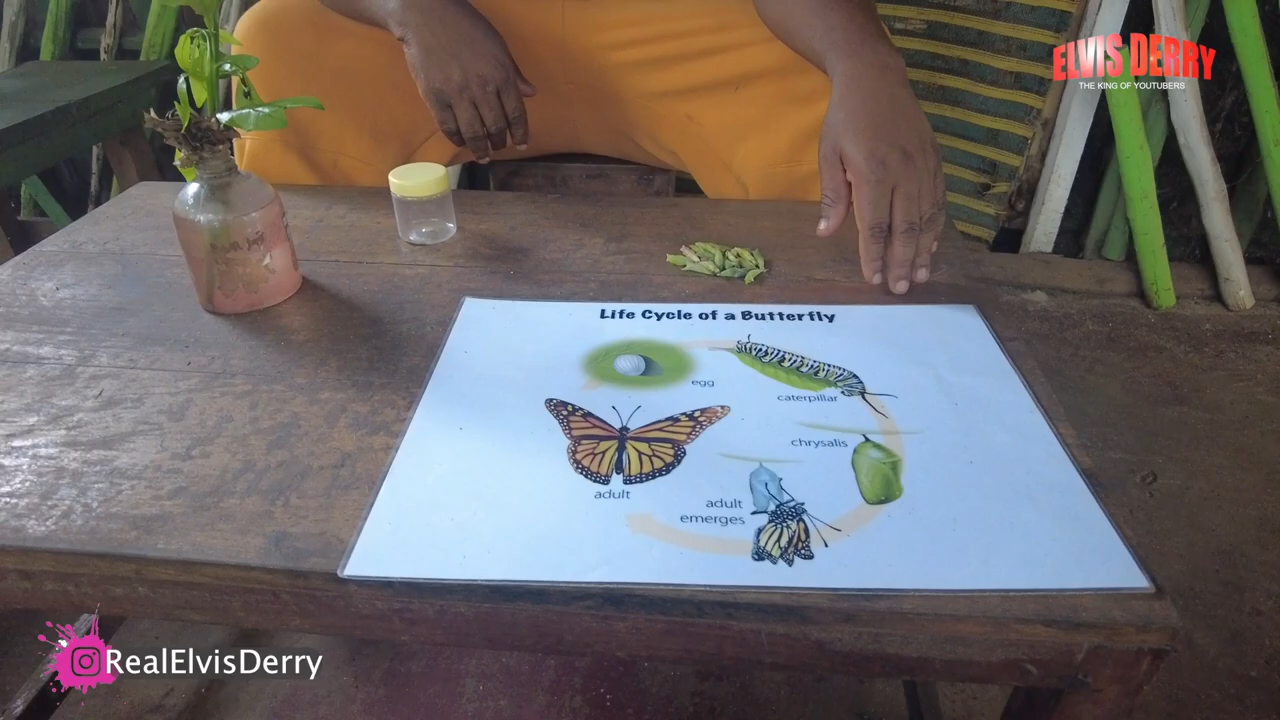 ELVIS DERRY
THE KING OF YOUTUBERS
Life Cycle of a Butterfly
egg
caterpillar
chrysalis
adult
adult
emerges
RealElvisDerry